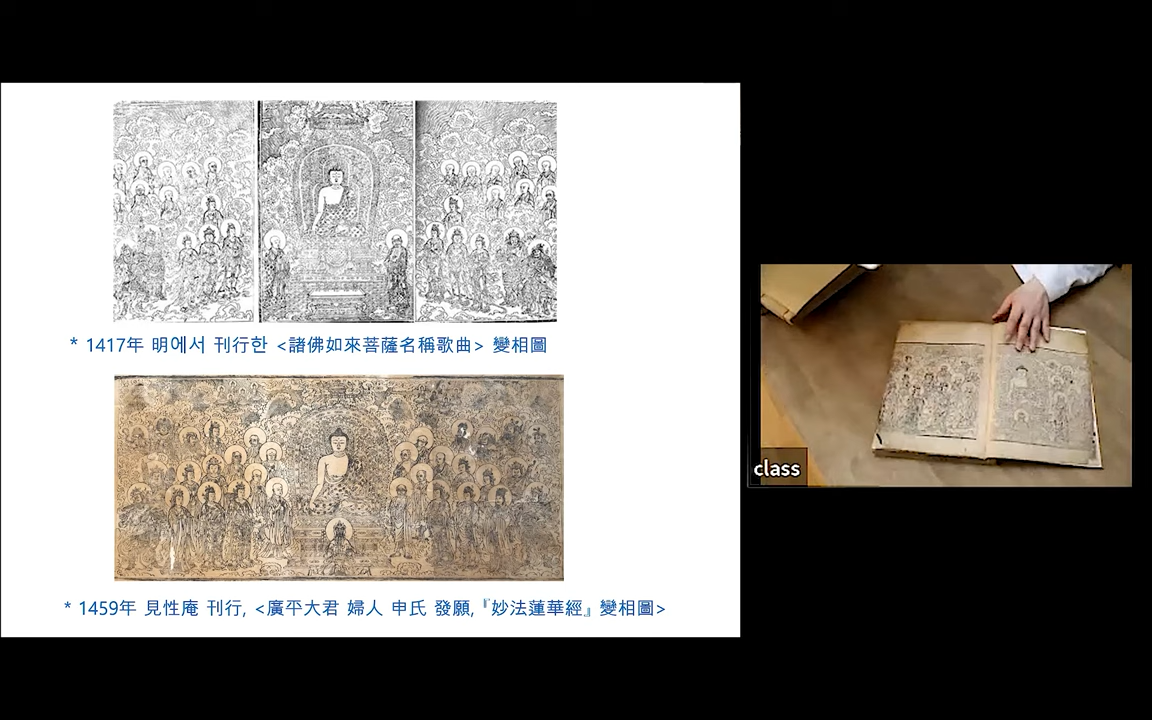 * 1417年 明에서 刊行한 <諸佛如來菩薩名稱歌曲> 變相圖
* 1459年 見性庵 刊行, <廣平大君 婦人 申氏 發願, 『妙法蓮華經』 變相圖>
class